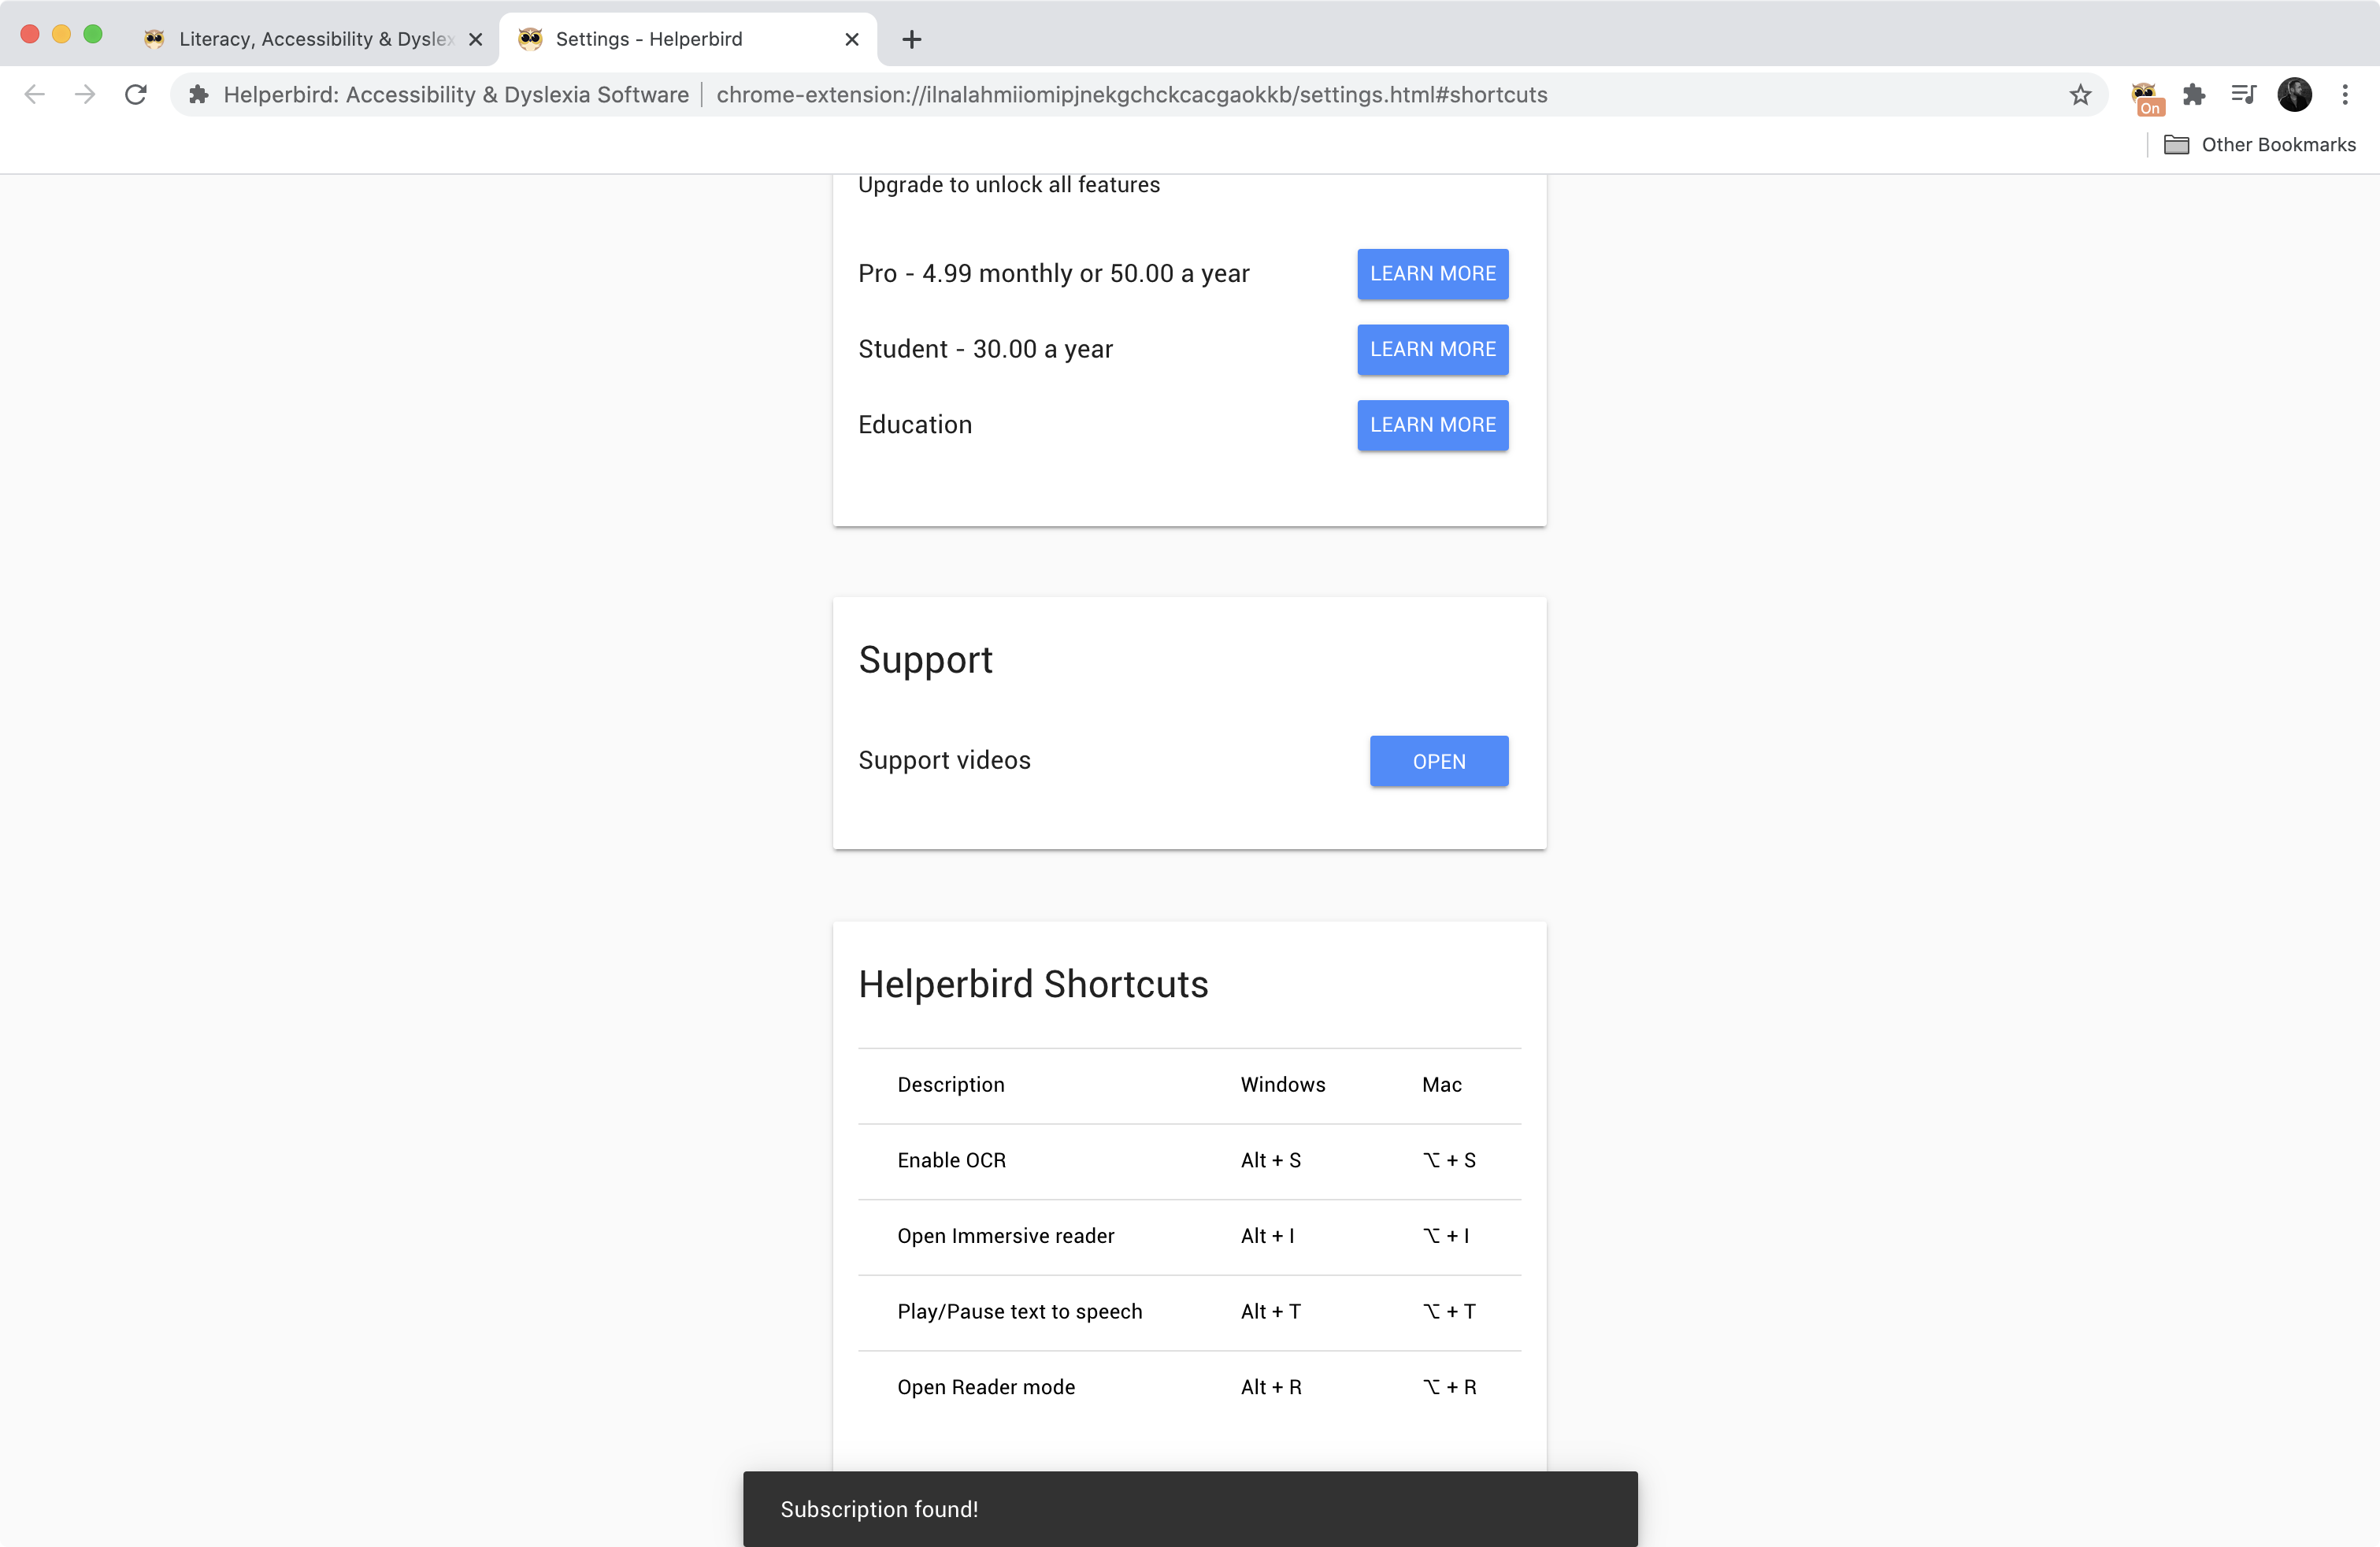 Literacy, Accessibility & Dyslex
Settings - Helperbird
Helperbird: Accessibility & Dyslexia Software | chrome-extension://ilnalahmiiomipjnekgchckcacgaokkb/settings.html#shortcuts
On
Other Bookmarks
Upgrade to unlock all features
Pro - 4.99 monthly or 50.00 a year LEARN MORE
Student - 30.00 a year LEARN MORE
Education LEARN MORE
Support
Support videos OPEN
Helperbird Shortcuts
Description Windows Mac
Enable OCR Alt + S ⌥ + S
Open Immersive reader Alt + I ⌥ + I
Play/Pause text to speech Alt + T ⌥ + T
Open Reader mode Alt + R ⌥ + R
Subscription found!